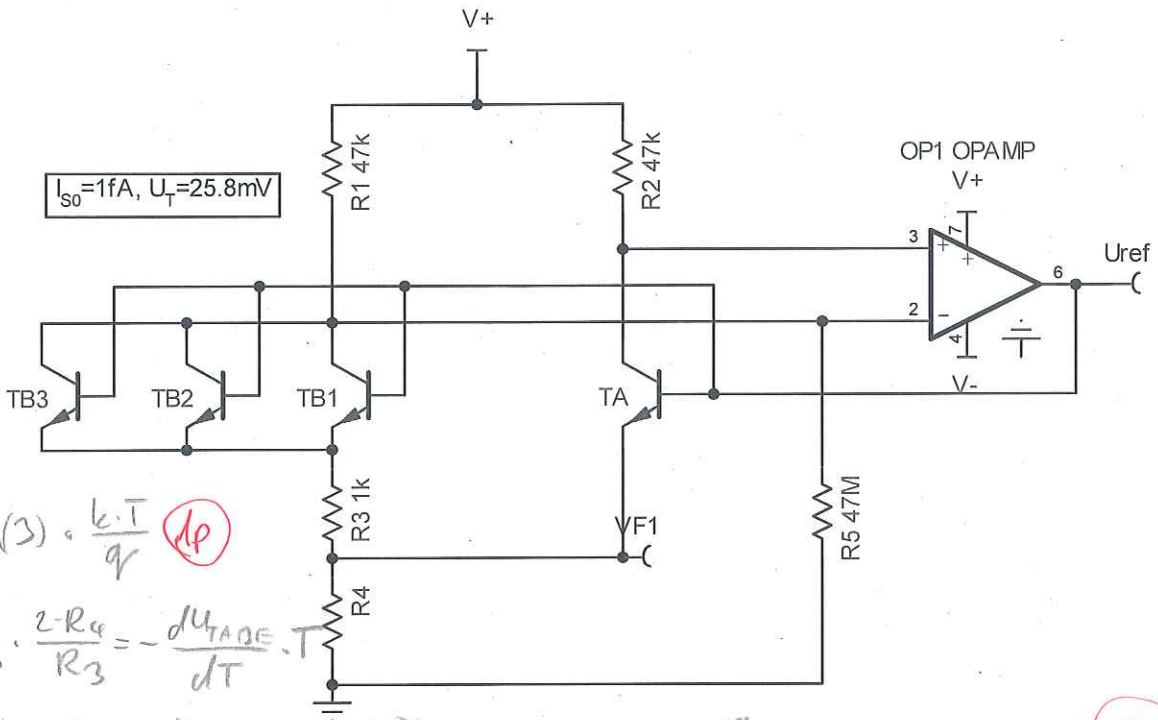 V+
R1 47k
R2 47k
OP1 OPAMP
V+
I_S0=1fA, U_T=25.8mV
3
+
7
+
Uref
6
2
-
4
V-
TB3
TB2
TB1
TA
R3 1k
VF1
R5 47M
(3) · k·T/q 1p
R4
· 2·R4/R3 = - dU_TABE/dT · T